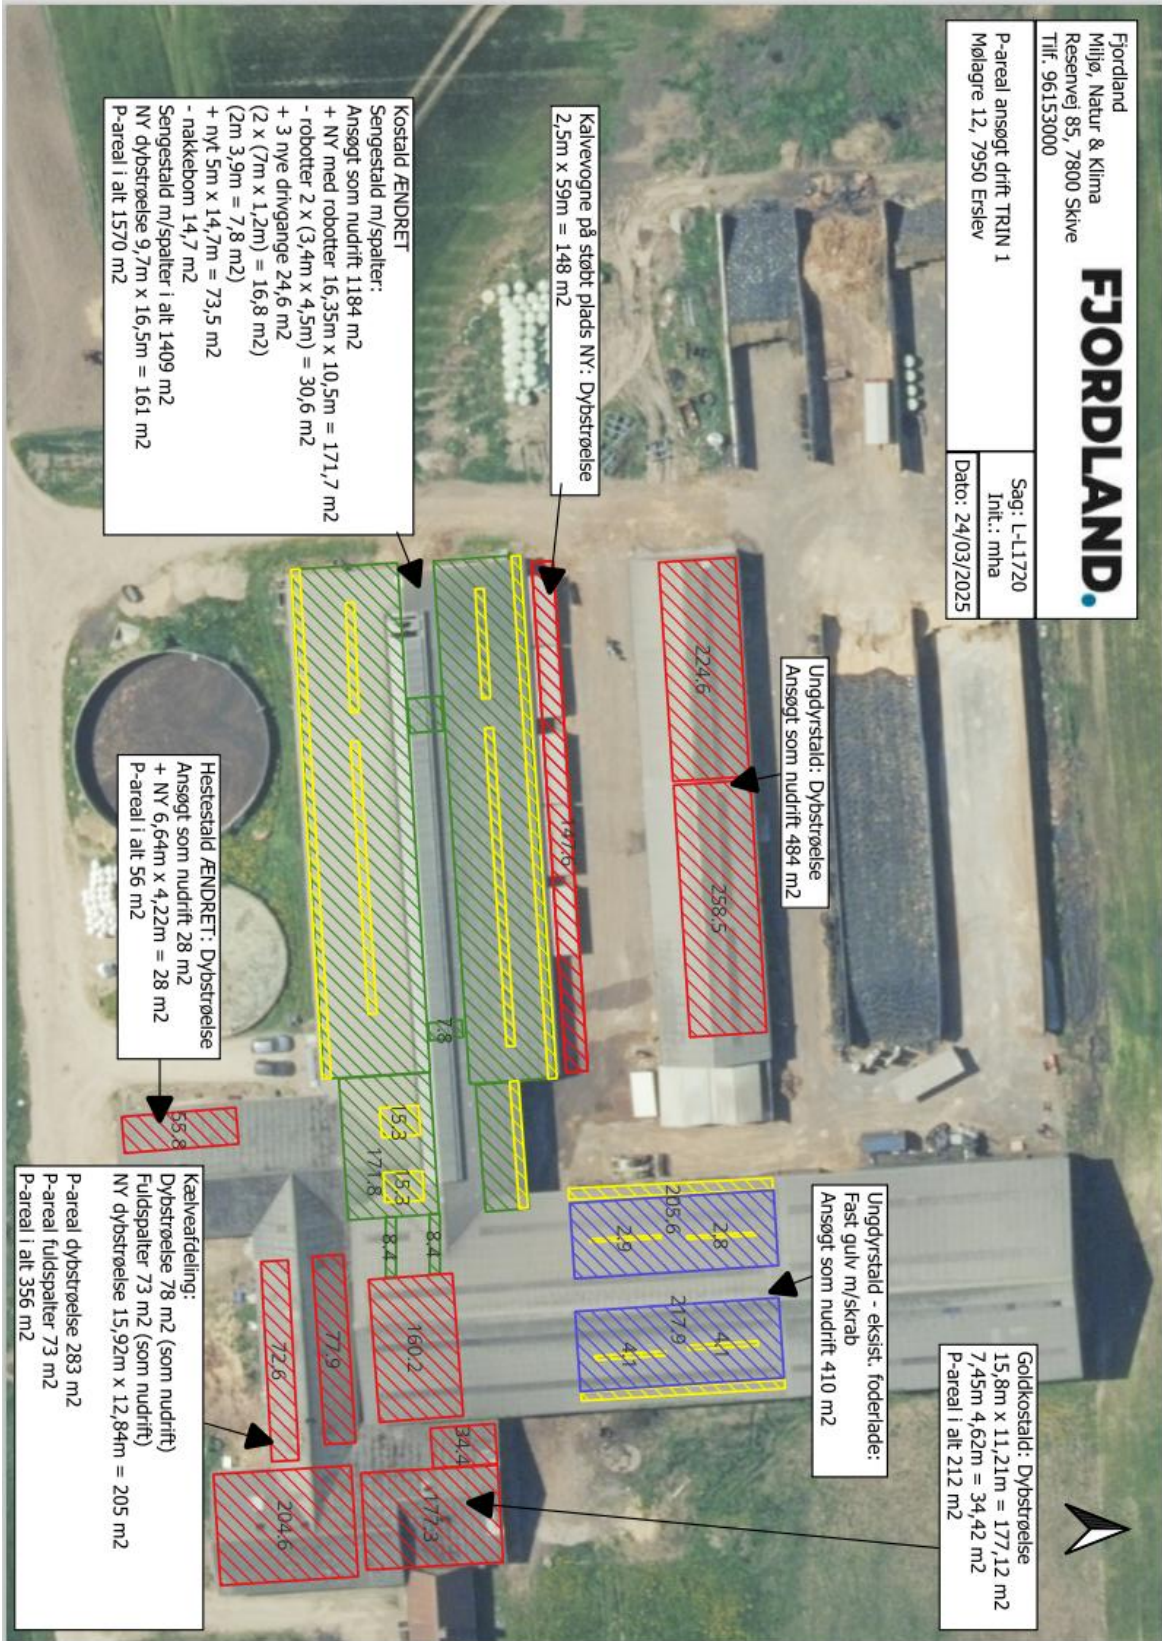 Fjordland
Miljø, Natur & Klima
Resenvej 85, 7800 Skive
Tlf. 96153000
FJORDLAND.
P-areal ansøgt drift TRIN 1
Mølagre 12, 7950 Erslev
Sag: L-L1720
Init.: mha
Dato: 24/03/2025
Kalvevogne på støbt plads NY: Dybstrøelse
2,5m x 59m = 148 m2
Kostald ÆNDRET
Sengestald m/spalter:
Ansøgt som nudrift 1184 m2
+ NY med robotter 16,35m x 10,5m = 171,7 m2
- robotter 2 x (3,4m x 4,5m) = 30,6 m2
+ 3 nye drivgange 24,6 m2
(2 x (7m x 1,2m) = 16,8 m2)
(2m 3,9m = 7,8 m2)
+ nyt 5m x 14,7m = 73,5 m2
- nakkebom 14,7 m2
Sengestald m/spalter i alt 1409 m2
NY dybstrøelse 9,7m x 16,5m = 161 m2
P-areal i alt 1570 m2
Ungdyrstald: Dybstrøelse
Ansøgt som nudrift 484 m2
Hestestald ÆNDRET: Dybstrøelse
Ansøgt som nudrift 28 m2
+ NY 6,64m x 4,22m = 28 m2
P-areal i alt 56 m2
Ungdyrstald - eksist. foderlade:
Fast gulv m/skrab
Ansøgt som nudrift 410 m2
Goldkostald: Dybstrøelse
15,8m x 11,21m = 177,12 m2
7,45m 4,62m = 34,42 m2
P-areal i alt 212 m2
Kælveafdeling:
Dybstrøelse 78 m2 (som nudrift)
Fuldspalter 73 m2 (som nudrift)
NY dybstrøelse 15,92m x 12,84m = 205 m2
P-areal dybstrøelse 283 m2
P-areal fuldspalter 73 m2
P-areal i alt 356 m2
224.6
258.5
147.6
7.8
15.3
15.3
171.8
8.4
8.4
55.8
205.6
2.8
2.9
217.9
4.1
4.1
160.2
77.9
72.6
34.4
177.3
204.6